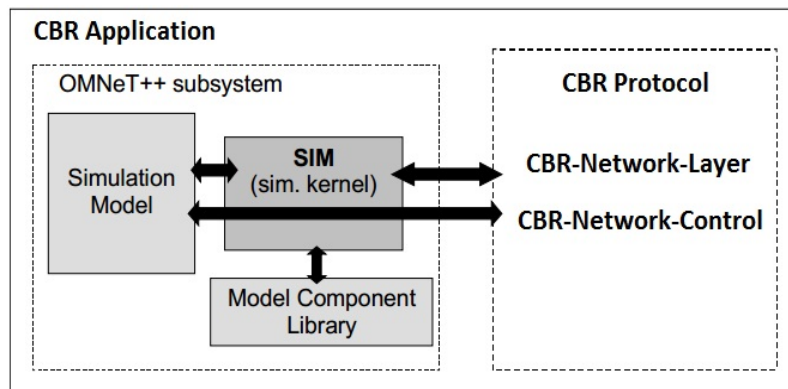 CBR Application
OMNeT++ subsystem
Simulation
Model
SIM
(sim. kernel)
Model Component
Library
CBR Protocol
CBR-Network-Layer
CBR-Network-Control